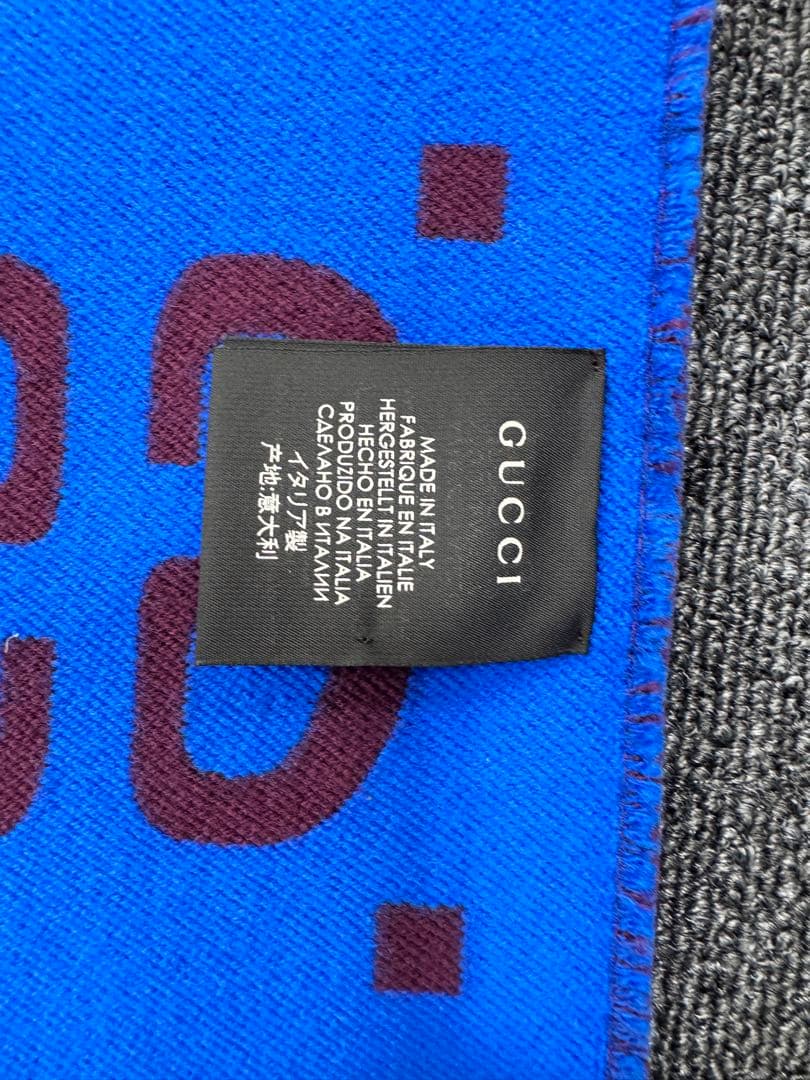 GUCCI
MADE IN ITALY
FABRIQUE EN ITALIE
HERGESTELLT IN ITALIEN
HECHO EN ITALIA
PRODUZIDO NA ITALIA
СДЕЛАНО В ИТАЛИИ
イタリア製
产地:意大利